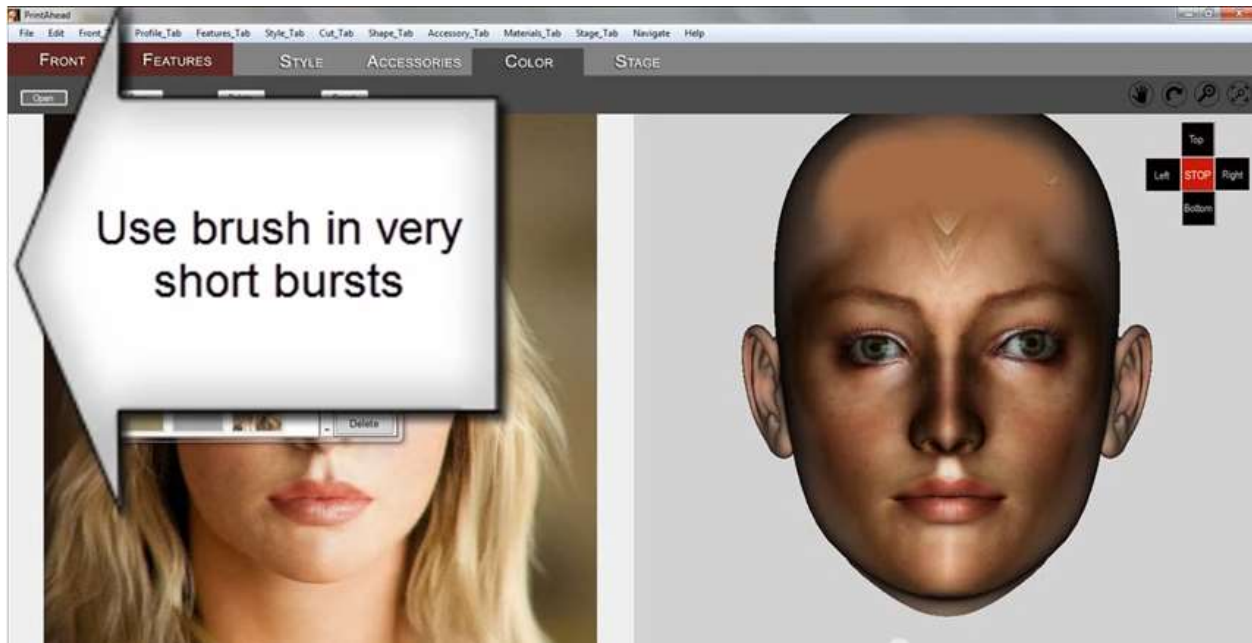 PrintAhead
File Edit Front_T Profile_Tab Features_Tab Style_Tab Cut_Tab Shape_Tab Accessory_Tab Materials_Tab Stage_Tab Navigate Help
FRONT FEATURES STYLE ACCESSORIES COLOR STAGE
Open
Top
Left STOP Right
Bottom
Use brush in very
short bursts
Delete